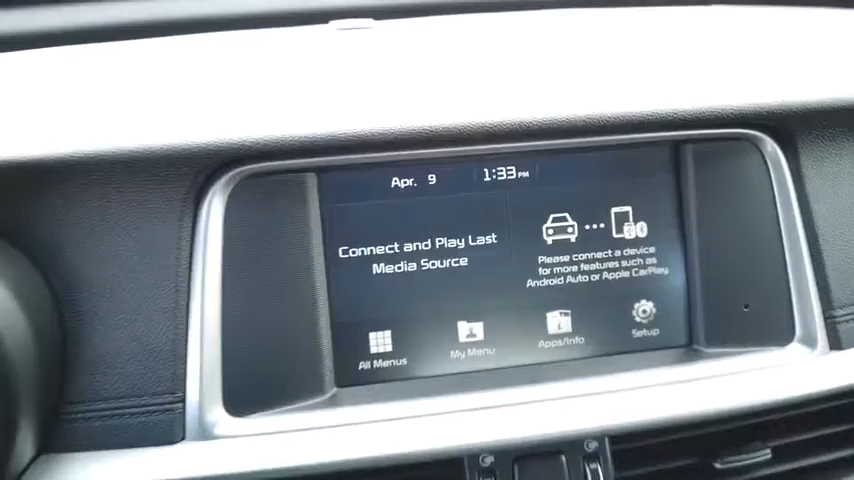 Apr. 9
1:33 PM
Connect and Play Last
Media Source
Please connect a device
for more features such as
Android Auto or Apple CarPlay
All Menus
My Menu
Apps/Info
Setup